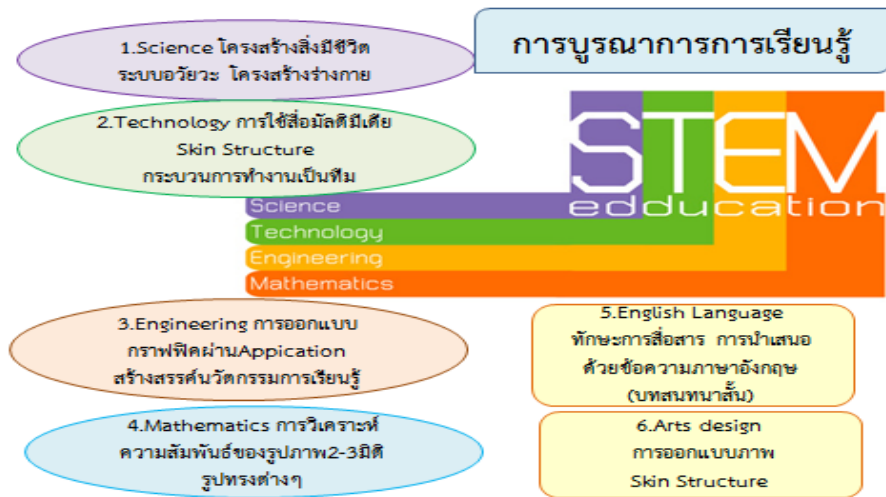 การบูรณาการการเรียนรู้
1.Science โครงสร้างสิ่งมีชีวิต
ระบบอวัยวะ โครงสร้างร่างกาย
2.Technology การใช้สื่อมัลติมีเดีย
Skin Structure
กระบวนการทำงานเป็นทีม
STEM
edducation
Science
Technology
Engineering
Mathematics
3.Engineering การออกแบบ
กราฟฟิคผ่านAppication
สร้างสรรค์นวัตกรรมการเรียนรู้
4.Mathematics การวิเคราะห์
ความสัมพันธ์ของรูปภาพ2-3มิติ
รูปทรงต่างๆ
5.English Language
ทักษะการสื่อสาร การนำเสนอ
ด้วยข้อความภาษาอังกฤษ
(บทสนทนาสั้น)
6.Arts design
การออกแบบภาพ
Skin Structure